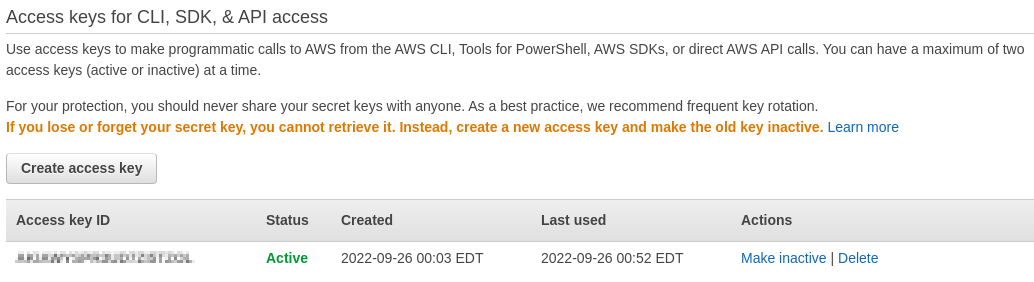 Access keys for CLI, SDK, & API access
Use access keys to make programmatic calls to AWS from the AWS CLI, Tools for PowerShell, AWS SDKs, or direct AWS API calls. You can have a maximum of two
access keys (active or inactive) at a time.
For your protection, you should never share your secret keys with anyone. As a best practice, we recommend frequent key rotation.
If you lose or forget your secret key, you cannot retrieve it. Instead, create a new access key and make the old key inactive. Learn more
Create access key
Access key ID Status Created Last used Actions
Active 2022-09-26 00:03 EDT 2022-09-26 00:52 EDT Make inactive | Delete